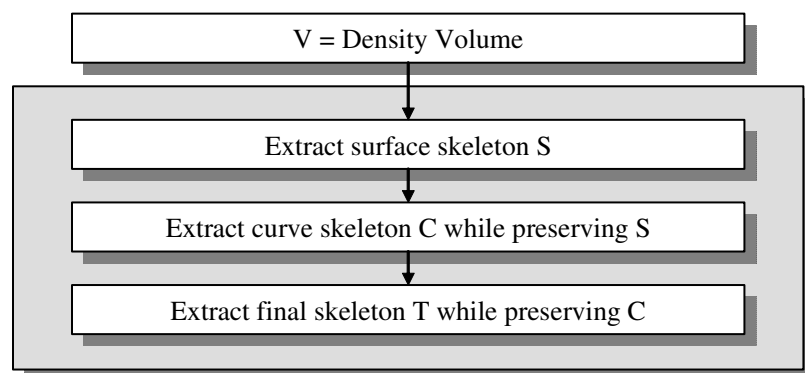 V = Density Volume
Extract surface skeleton S
Extract curve skeleton C while preserving S
Extract final skeleton T while preserving C